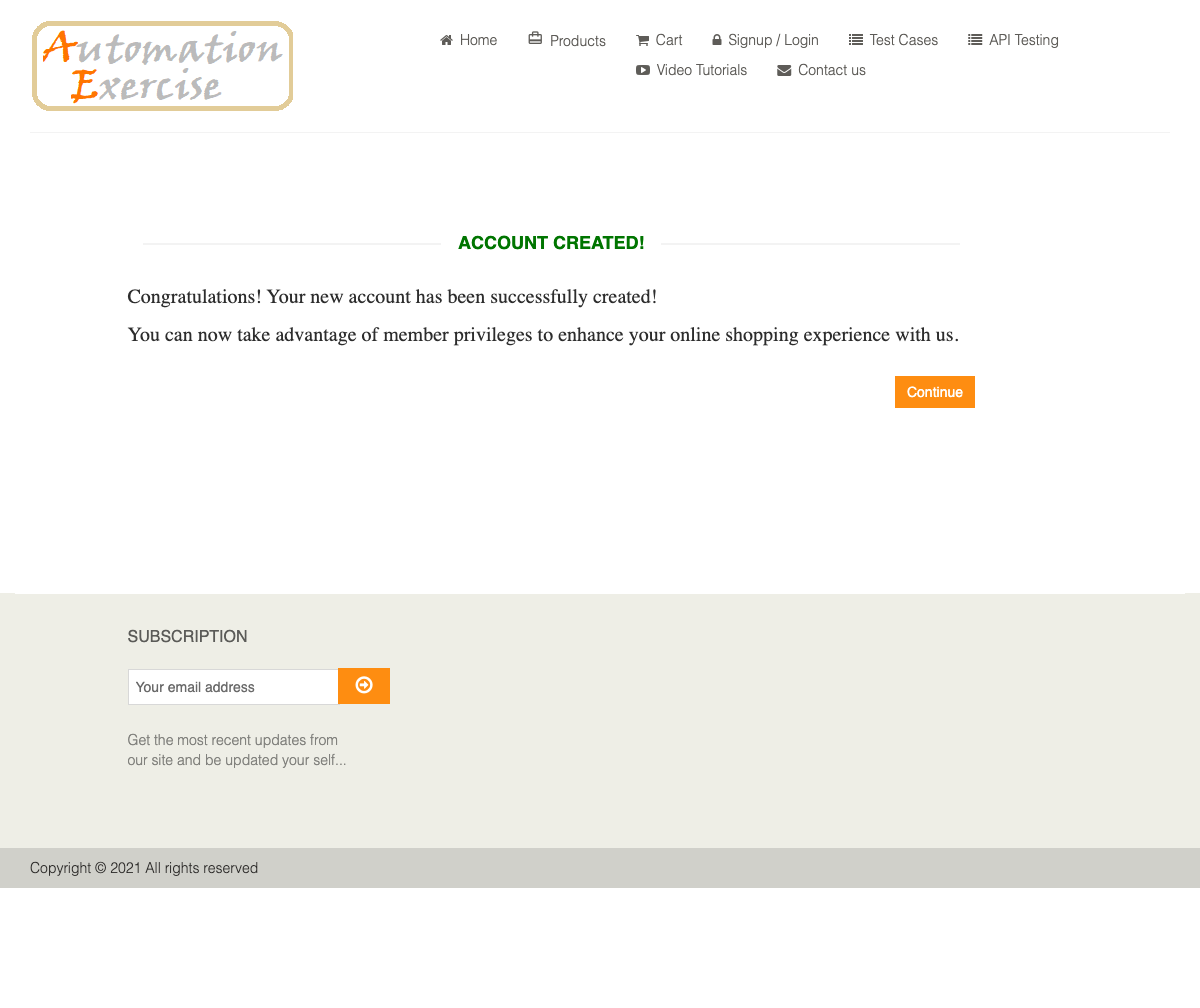 Automation
Exercise
Home Products Cart Signup / Login Test Cases API Testing
Video Tutorials Contact us
ACCOUNT CREATED!
Congratulations! Your new account has been successfully created!
You can now take advantage of member privileges to enhance your online shopping experience with us.
Continue
SUBSCRIPTION
Your email address
Get the most recent updates from
our site and be updated your self...
Copyright © 2021 All rights reserved